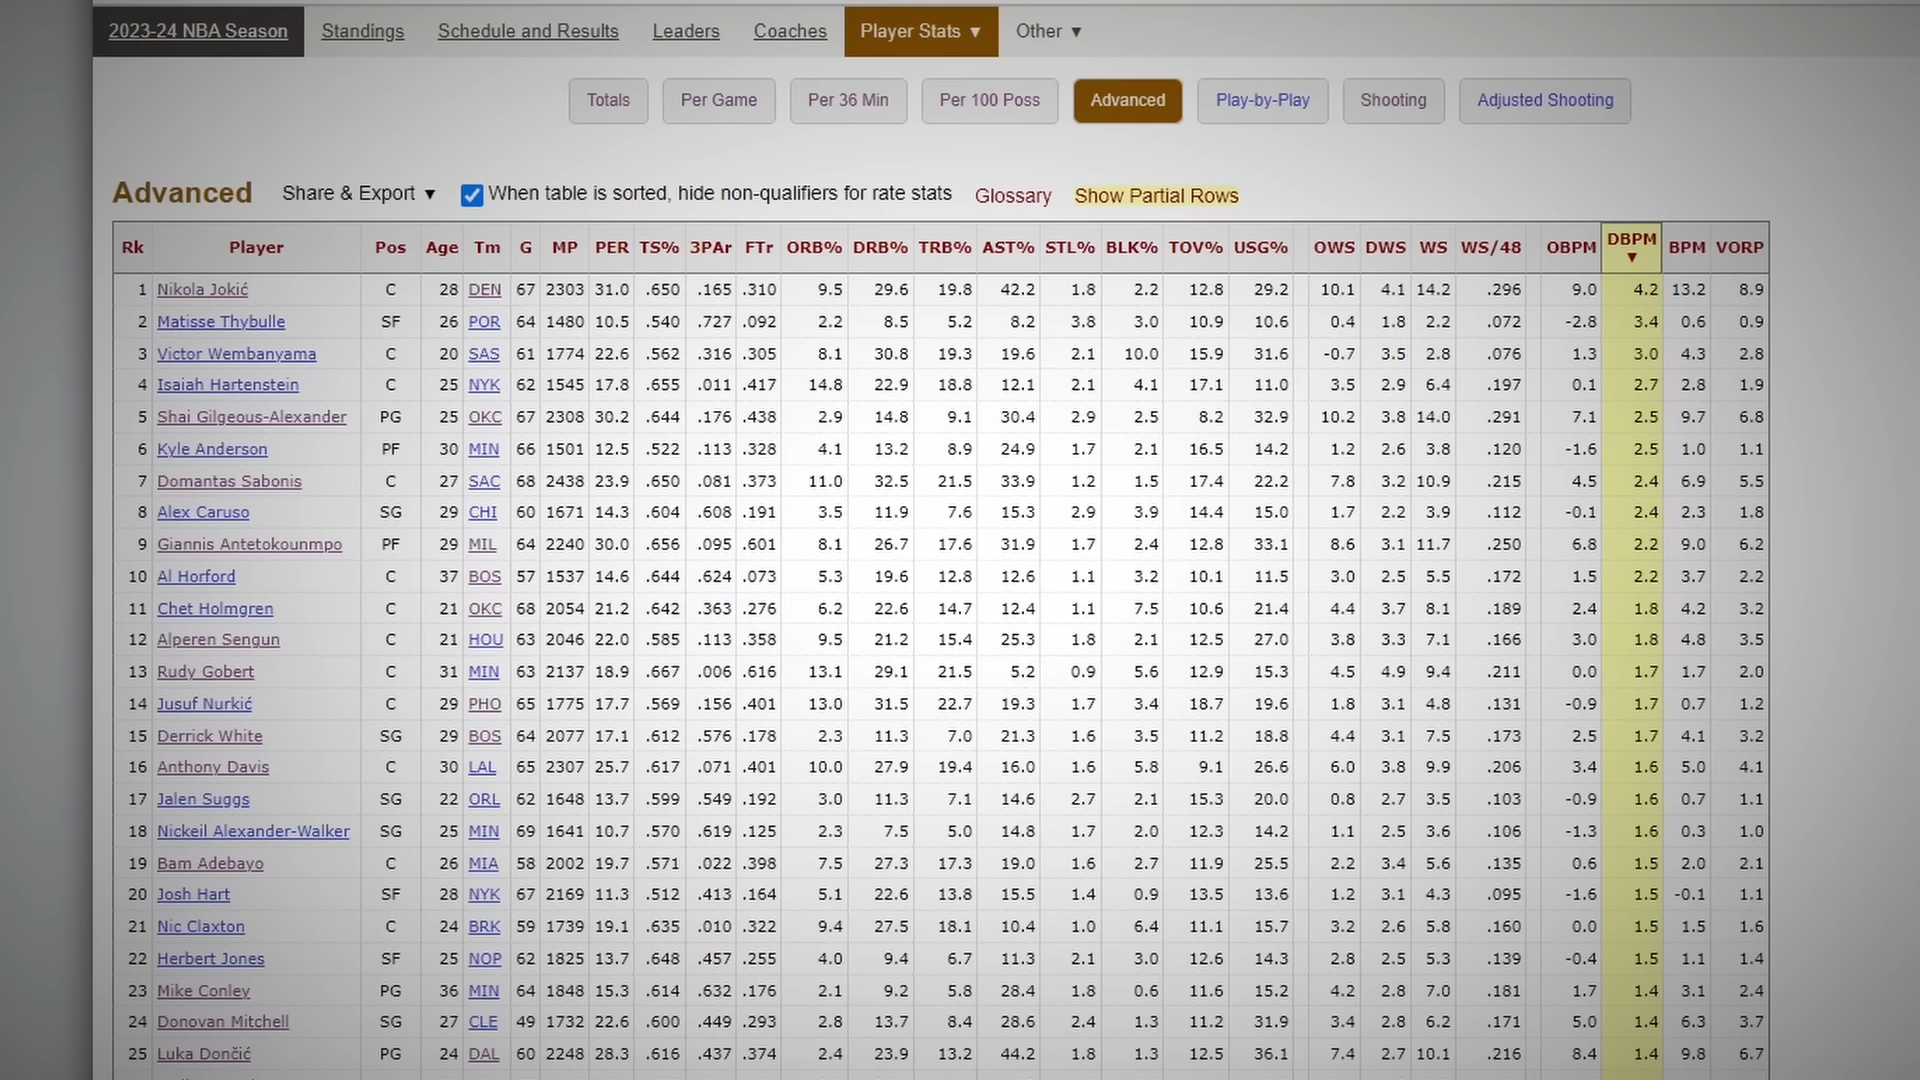 2023-24 NBA Season Standings Schedule and Results Leaders Coaches Player Stats ▼ Other ▼
Totals Per Game Per 36 Min Per 100 Poss Advanced Play-by-Play Shooting Adjusted Shooting
Advanced Share & Export ▼ When table is sorted, hide non-qualifiers for rate stats Glossary Show Partial Rows
Rk Player Pos Age Tm G MP PER TS% 3PAr FTr ORB% DRB% TRB% AST% STL% BLK% TOV% USG% OWS DWS WS WS/48 OBPM DBPM ▼ BPM VORP
1 Nikola Jokić C 28 DEN 67 2303 31.0 .650 .165 .310 9.5 29.6 19.8 42.2 1.8 2.2 12.8 29.2 10.1 4.1 14.2 .296 9.0 4.2 13.2 8.9
2 Matisse Thybulle SF 26 POR 64 1480 10.5 .540 .727 .092 2.2 8.5 5.2 8.2 3.8 3.0 10.9 10.6 0.4 1.8 2.2 .072 -2.8 3.4 0.6 0.9
3 Victor Wembanyama C 20 SAS 61 1774 22.6 .562 .316 .305 8.1 30.8 19.3 19.6 2.1 10.0 15.9 31.6 -0.7 3.5 2.8 .076 1.3 3.0 4.3 2.8
4 Isaiah Hartenstein C 25 NYK 62 1545 17.8 .655 .011 .417 14.8 22.9 18.8 12.1 2.1 4.1 17.1 11.0 3.5 2.9 6.4 .197 0.1 2.7 2.8 1.9
5 Shai Gilgeous-Alexander PG 25 OKC 67 2308 30.2 .644 .176 .438 2.9 14.8 9.1 30.4 2.9 2.5 8.2 32.9 10.2 3.8 14.0 .291 7.1 2.5 9.7 6.8
6 Kyle Anderson PF 30 MIN 66 1501 12.5 .522 .113 .328 4.1 13.2 8.9 24.9 1.7 2.1 16.5 14.2 1.2 2.6 3.8 .120 -1.6 2.5 1.0 1.1
7 Domantas Sabonis C 27 SAC 68 2438 23.9 .650 .081 .373 11.0 32.5 21.5 33.9 1.2 1.5 17.4 22.2 7.8 3.2 10.9 .215 4.5 2.4 6.9 5.5
8 Alex Caruso SG 29 CHI 60 1671 14.3 .604 .608 .191 3.5 11.9 7.6 15.3 2.9 3.9 14.4 15.0 1.7 2.2 3.9 .112 -0.1 2.4 2.3 1.8
9 Giannis Antetokounmpo PF 29 MIL 64 2240 30.0 .656 .095 .601 8.1 26.7 17.6 31.9 1.7 2.4 12.8 33.1 8.6 3.1 11.7 .250 6.8 2.2 9.0 6.2
10 Al Horford C 37 BOS 57 1537 14.6 .644 .624 .073 5.3 19.6 12.8 12.6 1.1 3.2 10.1 11.5 3.0 2.5 5.5 .172 1.5 2.2 3.7 2.2
11 Chet Holmgren C 21 OKC 68 2054 21.2 .642 .363 .276 6.2 22.6 14.7 12.4 1.1 7.5 10.6 21.4 4.4 3.7 8.1 .189 2.4 1.8 4.2 3.2
12 Alperen Sengun C 21 HOU 63 2046 22.0 .585 .113 .358 9.5 21.2 15.4 25.3 1.8 2.1 12.5 27.0 3.8 3.3 7.1 .166 3.0 1.8 4.8 3.5
13 Rudy Gobert C 31 MIN 63 2137 18.9 .667 .006 .616 13.1 29.1 21.5 5.2 0.9 5.6 12.9 15.3 4.5 4.9 9.4 .211 0.0 1.7 1.7 2.0
14 Jusuf Nurkić C 29 PHO 65 1775 17.7 .569 .156 .401 13.0 31.5 22.7 19.3 1.7 3.4 18.7 19.6 1.8 3.1 4.8 .131 -0.9 1.7 0.7 1.2
15 Derrick White SG 29 BOS 64 2077 17.1 .612 .576 .178 2.3 11.3 7.0 21.3 1.6 3.5 11.2 18.8 4.4 3.1 7.5 .173 2.5 1.7 4.1 3.2
16 Anthony Davis C 30 LAL 65 2307 25.7 .617 .071 .401 10.0 27.9 19.4 16.0 1.6 5.8 9.1 26.6 6.0 3.8 9.9 .206 3.4 1.6 5.0 4.1
17 Jalen Suggs SG 22 ORL 62 1648 13.7 .599 .549 .192 3.0 11.3 7.1 14.6 2.7 2.1 15.3 20.0 0.8 2.7 3.5 .103 -0.9 1.6 0.7 1.1
18 Nickeil Alexander-Walker SG 25 MIN 69 1641 10.7 .570 .619 .125 2.3 7.5 5.0 14.8 1.7 2.0 12.3 14.2 1.1 2.5 3.6 .106 -1.3 1.6 0.3 1.0
19 Bam Adebayo C 26 MIA 58 2002 19.7 .571 .022 .398 7.5 27.3 17.3 19.0 1.6 2.7 11.9 25.5 2.2 3.4 5.6 .135 0.6 1.5 2.0 2.1
20 Josh Hart SF 28 NYK 67 2169 11.3 .512 .413 .164 5.1 22.6 13.8 15.5 1.4 0.9 13.5 13.6 1.2 3.1 4.3 .095 -1.6 1.5 -0.1 1.1
21 Nic Claxton C 24 BRK 59 1739 19.1 .635 .010 .322 9.4 27.5 18.1 10.4 1.0 6.4 11.1 15.7 3.2 2.6 5.8 .160 0.0 1.5 1.5 1.6
22 Herbert Jones SF 25 NOP 62 1825 13.7 .648 .457 .255 4.0 9.4 6.7 11.3 2.1 3.0 12.6 14.3 2.8 2.5 5.3 .139 -0.4 1.5 1.1 1.4
23 Mike Conley PG 36 MIN 64 1848 15.3 .614 .632 .176 2.1 9.2 5.8 28.4 1.8 0.6 11.6 15.2 4.2 2.8 7.0 .181 1.7 1.4 3.1 2.4
24 Donovan Mitchell SG 27 CLE 49 1732 22.6 .600 .449 .293 2.8 13.7 8.4 28.6 2.4 1.3 11.2 31.9 3.4 2.8 6.2 .171 5.0 1.4 6.3 3.7
25 Luka Dončić PG 24 DAL 60 2248 28.3 .616 .437 .374 2.4 23.9 13.2 44.2 1.8 1.3 12.5 36.1 7.4 2.7 10.1 .216 8.4 1.4 9.8 6.7